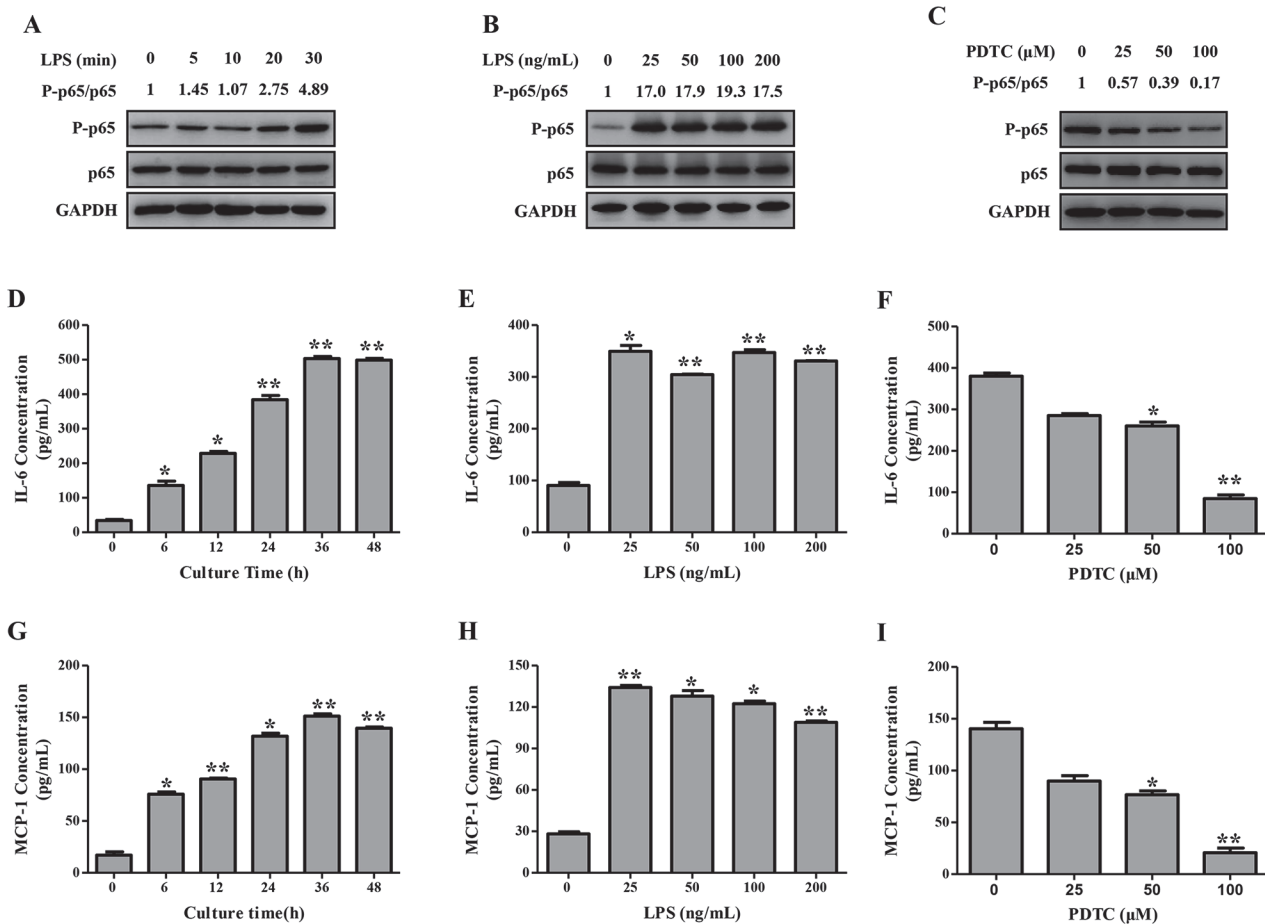 A
LPS (min) 0 5 10 20 30
P-p65/p65 1 1.45 1.07 2.75 4.89
P-p65
p65
GAPDH
B
LPS (ng/mL) 0 25 50 100 200
P-p65/p65 1 17.0 17.9 19.3 17.5
P-p65
p65
GAPDH
C
PDTC (μM) 0 25 50 100
P-p65/p65 1 0.57 0.39 0.17
P-p65
p65
GAPDH
D
IL-6 Concentration
(pg/mL)
600
500
400
300
200
100
0
* * ** ** **
0 6 12 24 36 48
Culture Time (h)
E
IL-6 Concentration
(pg/mL)
400
300
200
100
0
* ** ** **
0 25 50 100 200
LPS (ng/mL)
F
IL-6 Concentration
(pg/mL)
500
400
300
200
100
0
* **
0 25 50 100
PDTC (μM)
G
MCP-1 Concentration
(pg/mL)
200
150
100
50
0
* ** * ** **
0 6 12 24 36 48
Culture time(h)
H
MCP-1 Concentration
(pg/mL)
150
120
90
60
30
0
** * * **
0 25 50 100 200
LPS (ng/mL)
I
MCP-1 Concentration
(pg/mL)
200
150
100
50
0
* **
0 25 50 100
PDTC (μM)